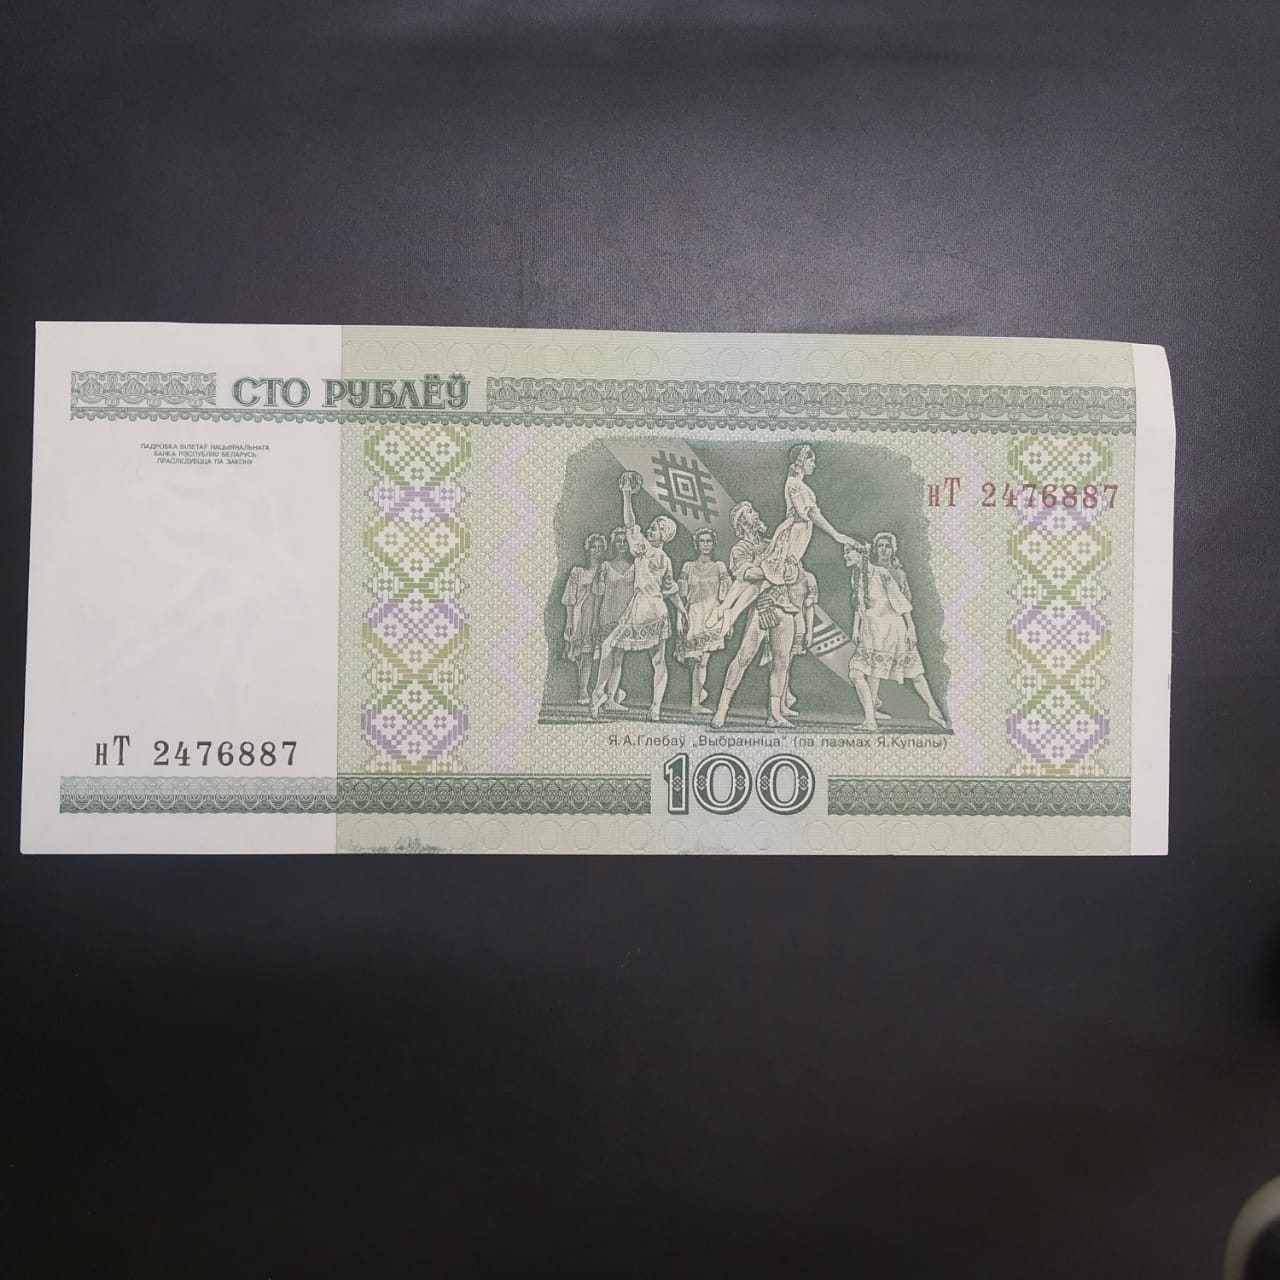 СТО РУБЛЁЎ
ПАДРОБКА БІЛЕТАЎ НАЦЫЯНАЛЬНАГА
БАНКА РЭСПУБЛІКІ БЕЛАРУСЬ
ПРАСЛЕДУЕЦЦА ПА ЗАКОНУ
нТ 2476887
Я.А.Глебаў „Выбранніца“ (па паэмах Я.Купалы)
нТ 2476887
100